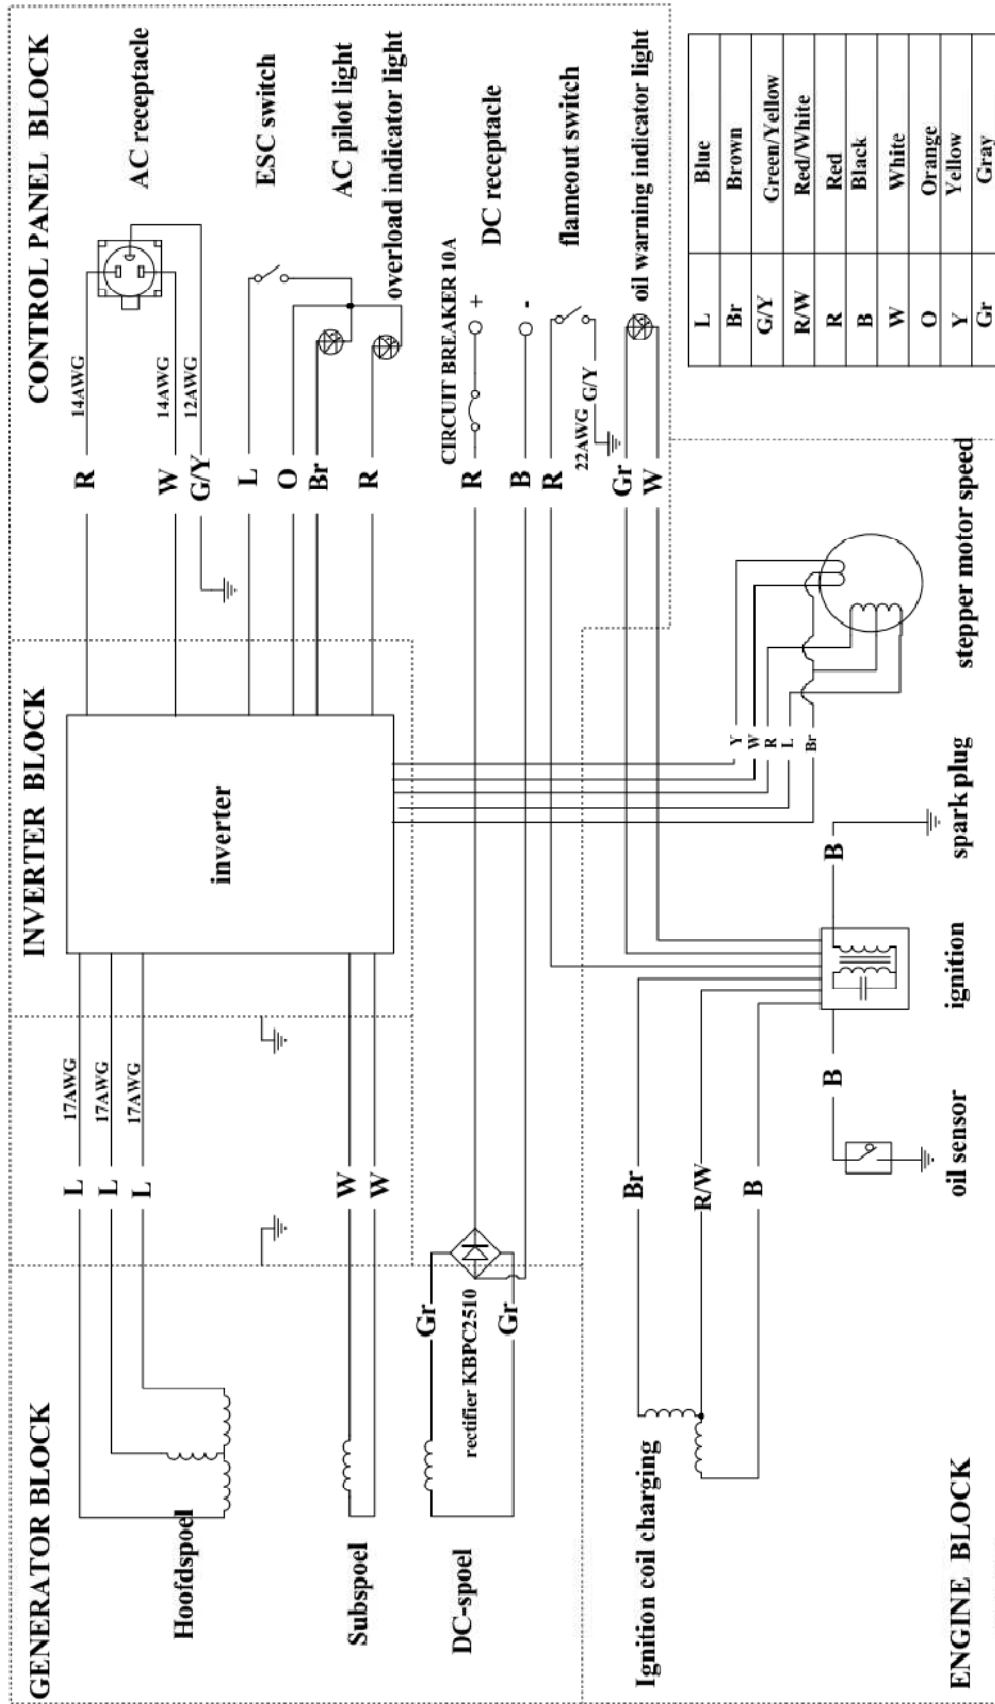 GENERATOR BLOCK
INVERTER BLOCK
CONTROL PANEL BLOCK
Hoofdspoel
L
17AWG
L
17AWG
L
17AWG
inverter
R
14AWG
W
14AWG
G/Y
12AWG
AC receptacle
L
O
Br
R
ESC switch
AC pilot light
overload indicator light
Subspoel
W
W
DC-spoel
Gr
rectifier KBPC2510
Gr
CIRCUIT BREAKER 10A
R
+
B
-
DC receptacle
R
22AWG
G/Y
flameout switch
Gr
W
oil warning indicator light
Ignition coil charging
Br
R/W
B
Y
W
R
L
Br
B
B
oil sensor
ignition
spark plug
stepper motor speed
ENGINE BLOCK
L Blue
Br Brown
G/Y Green/Yellow
R/W Red/White
R Red
B Black
W White
O Orange
Y Yellow
Gr Gray